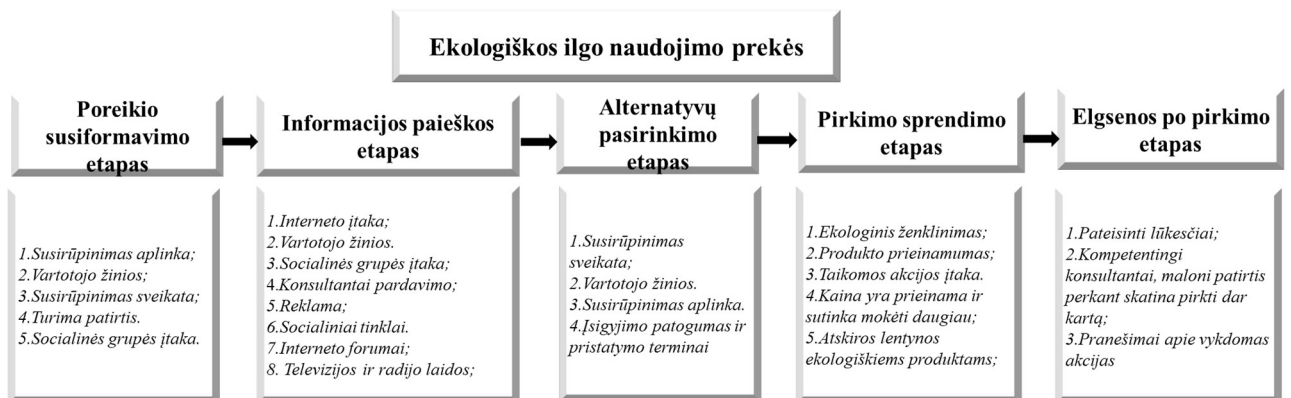 Ekologiškos ilgo naudojimo prekės
Poreikio
susiformavimo
etapas
Informacijos paieškos
etapas
Alternatyvų
pasirinkimo
etapas
Pirkimo sprendimo
etapas
Elgsenos po pirkimo
etapas
1.Susirūpinimas aplinka;
2.Vartotojo žinios;
3.Susirūpinimas sveikata;
4.Turima patirtis.
5.Socialinės grupės įtaka.
1.Interneto įtaka;
2.Vartotojo žinios.
3.Socialinės grupės įtaka;
4.Konsultantai pardavimo;
5.Reklama;
6.Socialiniai tinklai.
7.Interneto forumai;
8. Televizijos ir radijo laidos;
1.Susirūpinimas
sveikata;
2.Vartotojo žinios.
3.Susirūpinimas aplinka.
4.Įsigyjimo patogumas ir
pristatymo terminai
1.Ekologinis ženklinimas;
2.Produkto prieinamumas;
3.Taikomos akcijos įtaka.
4.Kaina yra prieinama ir
sutinka mokėti daugiau;
5.Atskiros lentynos
ekologiškiems produktams;
1.Pateisinti lūkesčiai;
2.Kompetentingi
konsultantai, maloni patirtis
perkant skatina pirkti dar
kartą;
3.Pranešimai apie vykdomas
akcijas